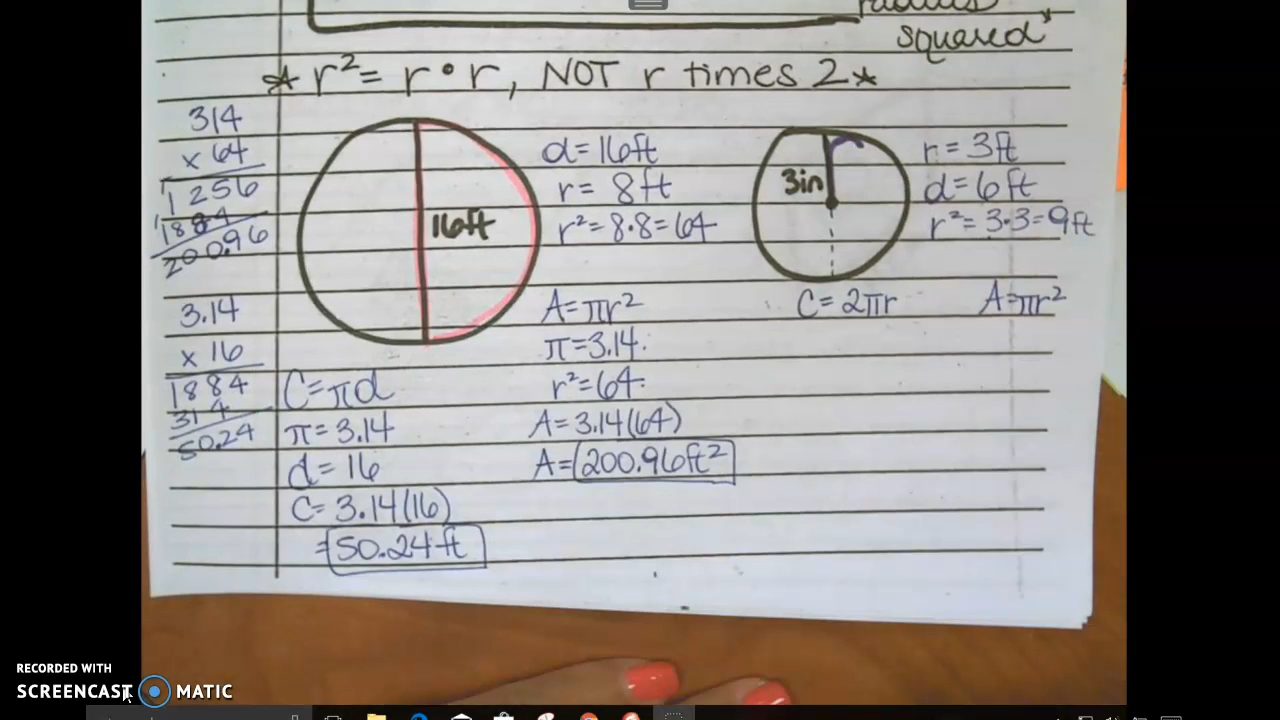 squared*
* r² = r • r, NOT r times 2 *
314
x 64
1256
1884
200.96
3.14
x 16
1884
314
50.24
16ft
d = 16ft
r = 8ft
r² = 8·8 = 64
A = πr²
π = 3.14
r² = 64
A = 3.14(64)
A = 200.96ft²
C = πd
π = 3.14
d = 16
C = 3.14(16)
= 50.24 ft
3in
r = 3ft
d = 6ft
r² = 3·3 = 9ft
C = 2πr
A = πr²
RECORDED WITH
SCREENCAST MATIC